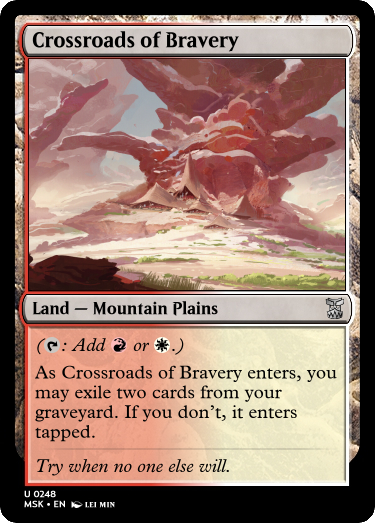 Crossroads of Bravery
Land — Mountain Plains
(: Add or .)
As Crossroads of Bravery enters, you
may exile two cards from your
graveyard. If you don't, it enters
tapped.
Try when no one else will.
U 0248
MSK • EN LEI MIN